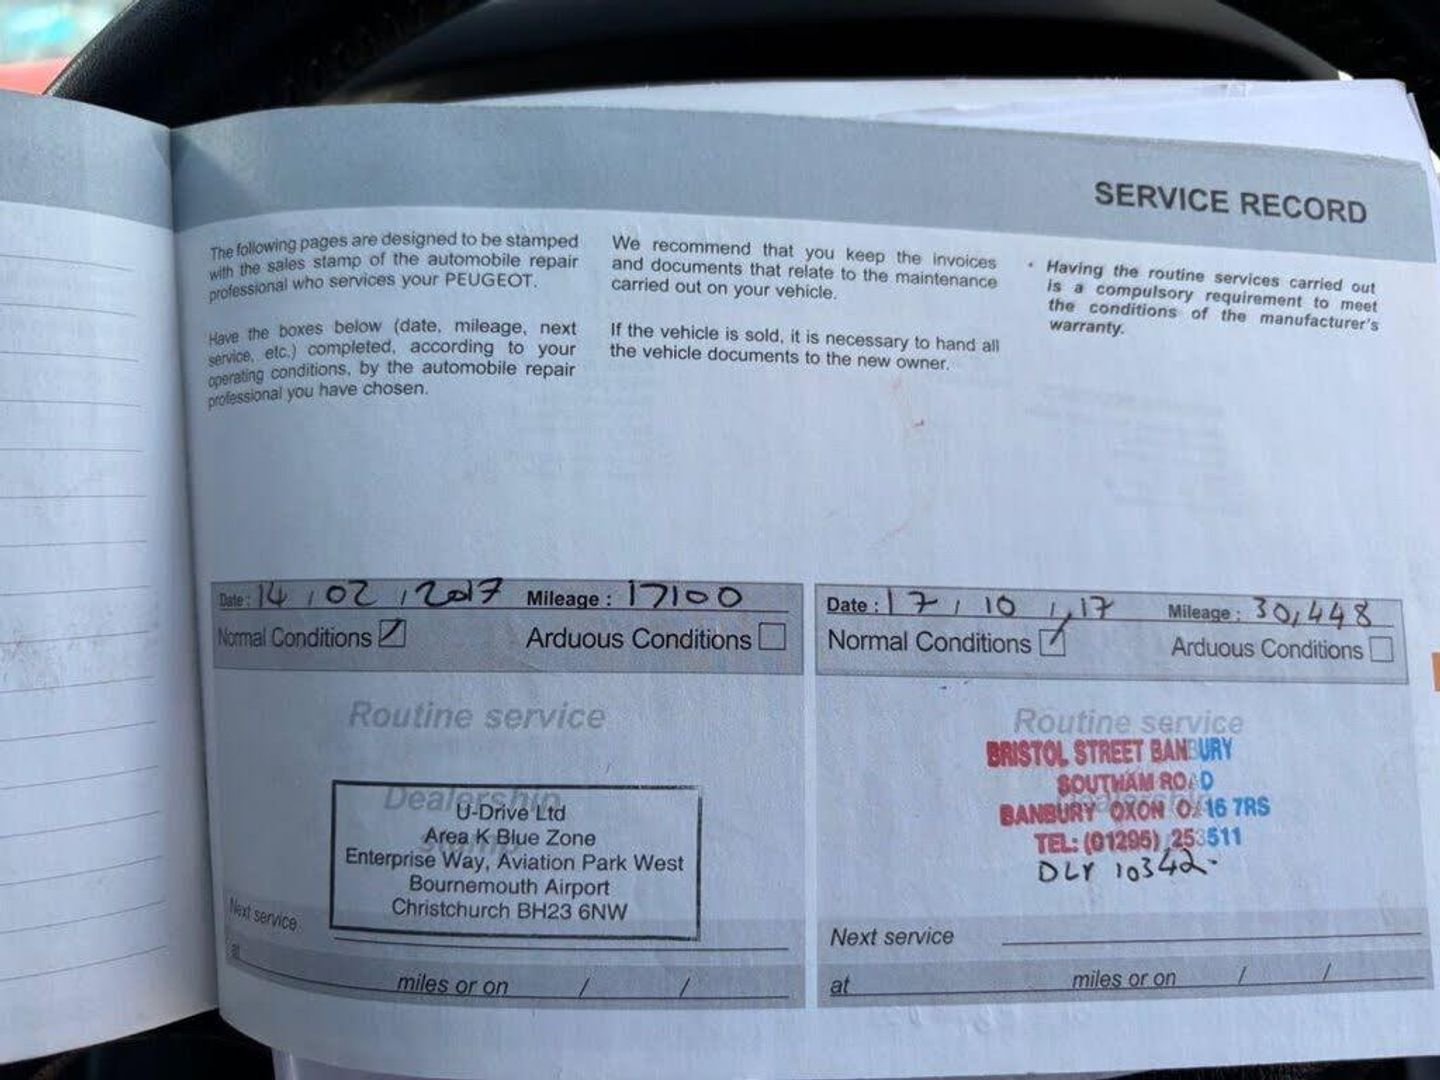 SERVICE RECORD
The following pages are designed to be stamped
with the sales stamp of the automobile repair
professional who services your PEUGEOT.
Have the boxes below (date, mileage, next
service, etc.) completed, according to your
operating conditions, by the automobile repair
professional you have chosen.
We recommend that you keep the invoices
and documents that relate to the maintenance
carried out on your vehicle.
If the vehicle is sold, it is necessary to hand all
the vehicle documents to the new owner.
• Having the routine services carried out
is a compulsory requirement to meet
the conditions of the manufacturer's
warranty.
Date : 14 / 02 / 2017 Mileage : 17100
Normal Conditions Arduous Conditions
Routine service
Dealership
U-Drive Ltd
Area K Blue Zone
Enterprise Way, Aviation Park West
Bournemouth Airport
Christchurch BH23 6NW
Next service
at
miles or on / /
Date : 17 / 10 / 17 Mileage : 30,448
Normal Conditions Arduous Conditions
Routine service
BRISTOL STREET BANBURY
SOUTHAM ROAD
BANBURY OXON OX16 7RS
TEL: (01295) 253511
DLR 10342.
Next service
at miles or on / /